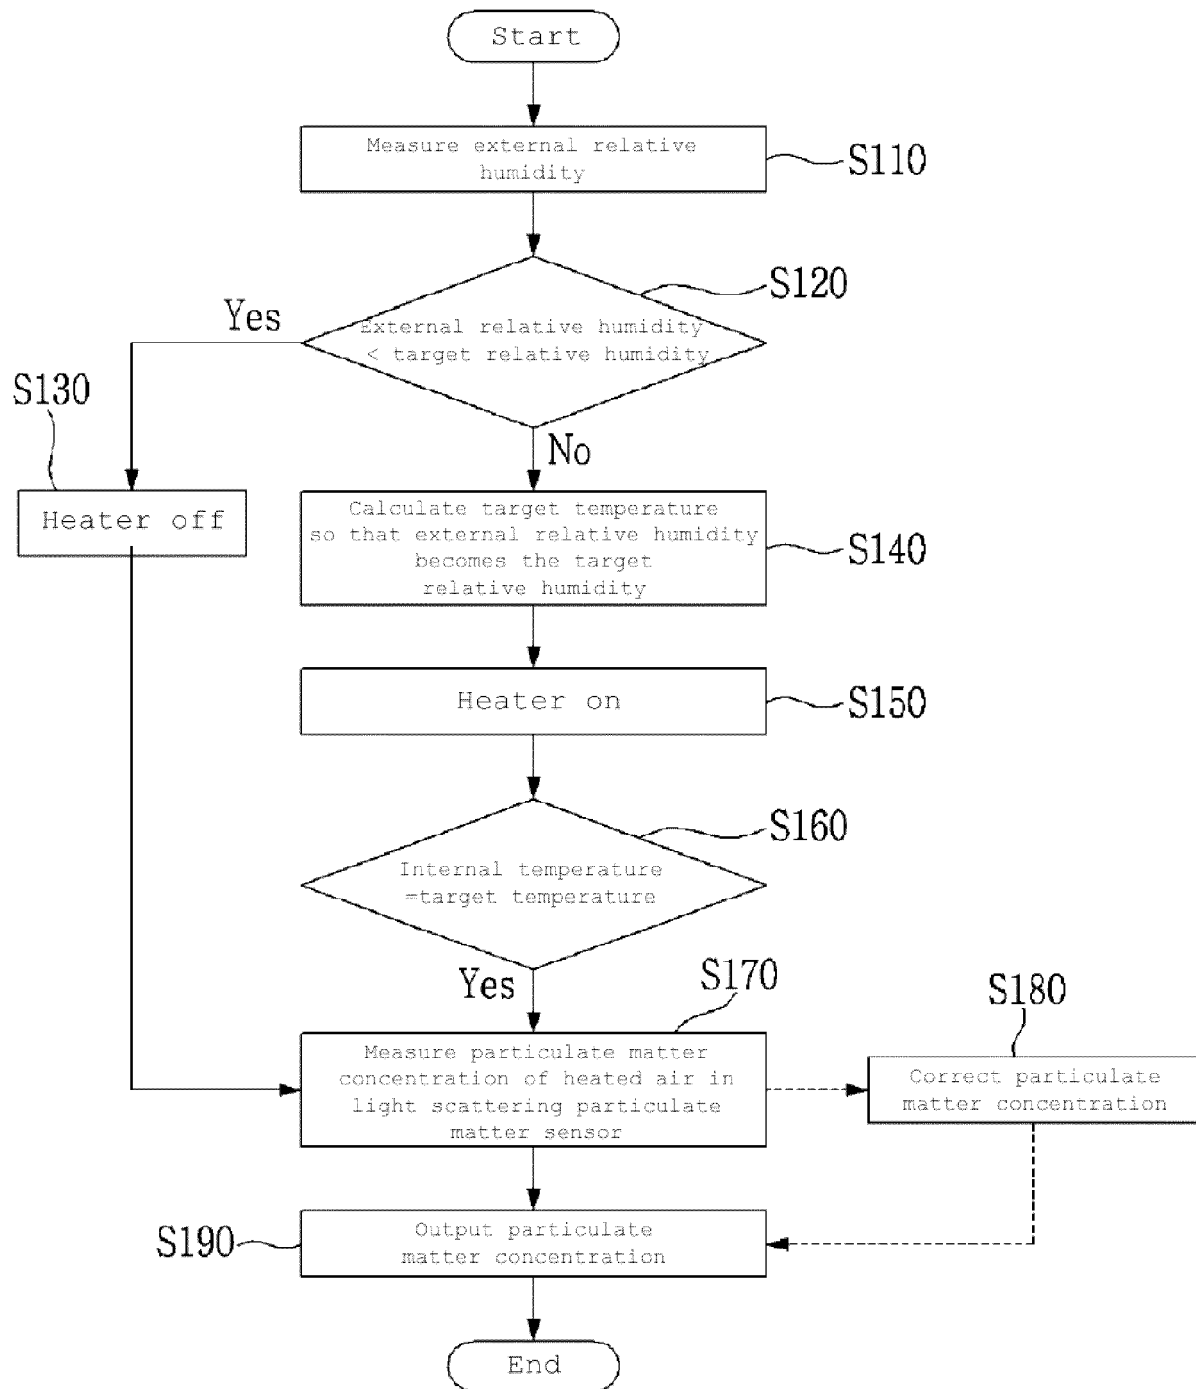 Start
Measure external relative
humidity
S110
S120
External relative humidity
< target relative humidity
Yes
No
S130
Heater off
Calculate target temperature
so that external relative humidity
becomes the target
relative humidity
S140
Heater on
S150
S160
Internal temperature
=target temperature
Yes
S170
S180
Measure particulate matter
concentration of heated air in
light scattering particulate
matter sensor
Correct particulate
matter concentration
S190
Output particulate
matter concentration
End